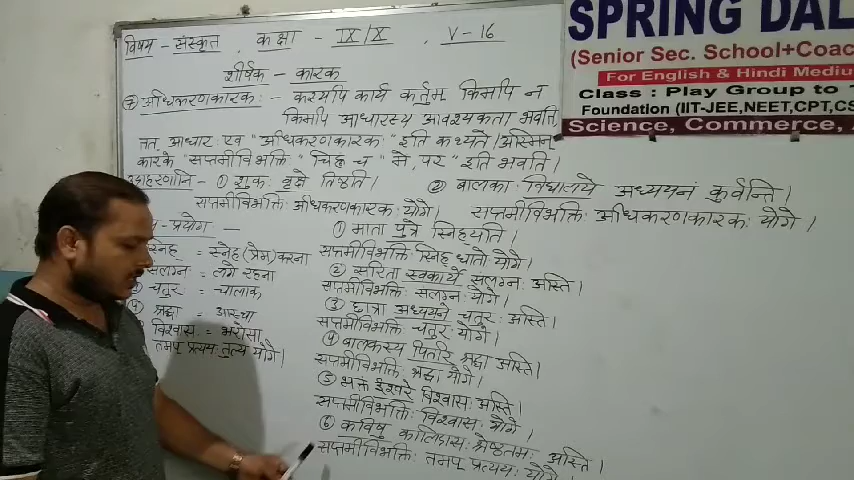 विषय - संस्कृत , कक्षा - IX/X , V-16
शीर्षक - कारक
⑦ अधिकरणकारकः - कस्यापि कार्यं कर्तुम् किमपि न
किमपि आधारस्य आवश्यकता भवति
तत् आधारः एव "अधिकरणकारकः" इति कथ्यते। अस्मिन्
कारके "सप्तमीविभक्ति" चिह्न च "मे, पर" इति भवति।
उदाहरणानि - ① शुकः वृक्षे तिष्ठति। ② बालकाः विद्यालये अध्ययनं कुर्वन्ति।
सप्तमीविभक्तिः अधिकरणकारकः योगे। सप्तमीविभक्तिः अधिकरणकारकः योगे।
- प्रयोगः -
स्निह = स्नेह (प्रेम) करना
संलग्न = लगे रहना
चतुरः = चालाक
④ श्रद्धा = आस्था
विश्वासः = भरोसा
तमप् प्रत्ययः तुल्य योगे।
① माता पुत्रे स्निहयति।
सप्तमीविभक्तिः स्निह धातो योगे।
② सरिता स्वकार्ये संलग्नः अस्ति।
सप्तमीविभक्ति संलग्नः योगे।
③ छात्रा अध्ययने चतुरः अस्ति।
सप्तमीविभक्ति चतुरः योगे।
④ बालकस्य पितरि श्रद्धा अस्ति।
सप्तमीविभक्तिः श्रद्धा योगे।
⑤ भक्तः ईश्वरे विश्वासः अस्ति।
सप्तमीविभक्तिः विश्वासः योगे।
⑥ कविषु कालिदासः श्रेष्ठतमः अस्ति।
सप्तमीविभक्तिः तमप् प्रत्ययः योगे।
SPRING DAL
(Senior Sec. School+Coac
For English & Hindi Mediu
Class : Play Group to
Foundation (IIT-JEE,NEET,CPT,CS
Science, Commerce,